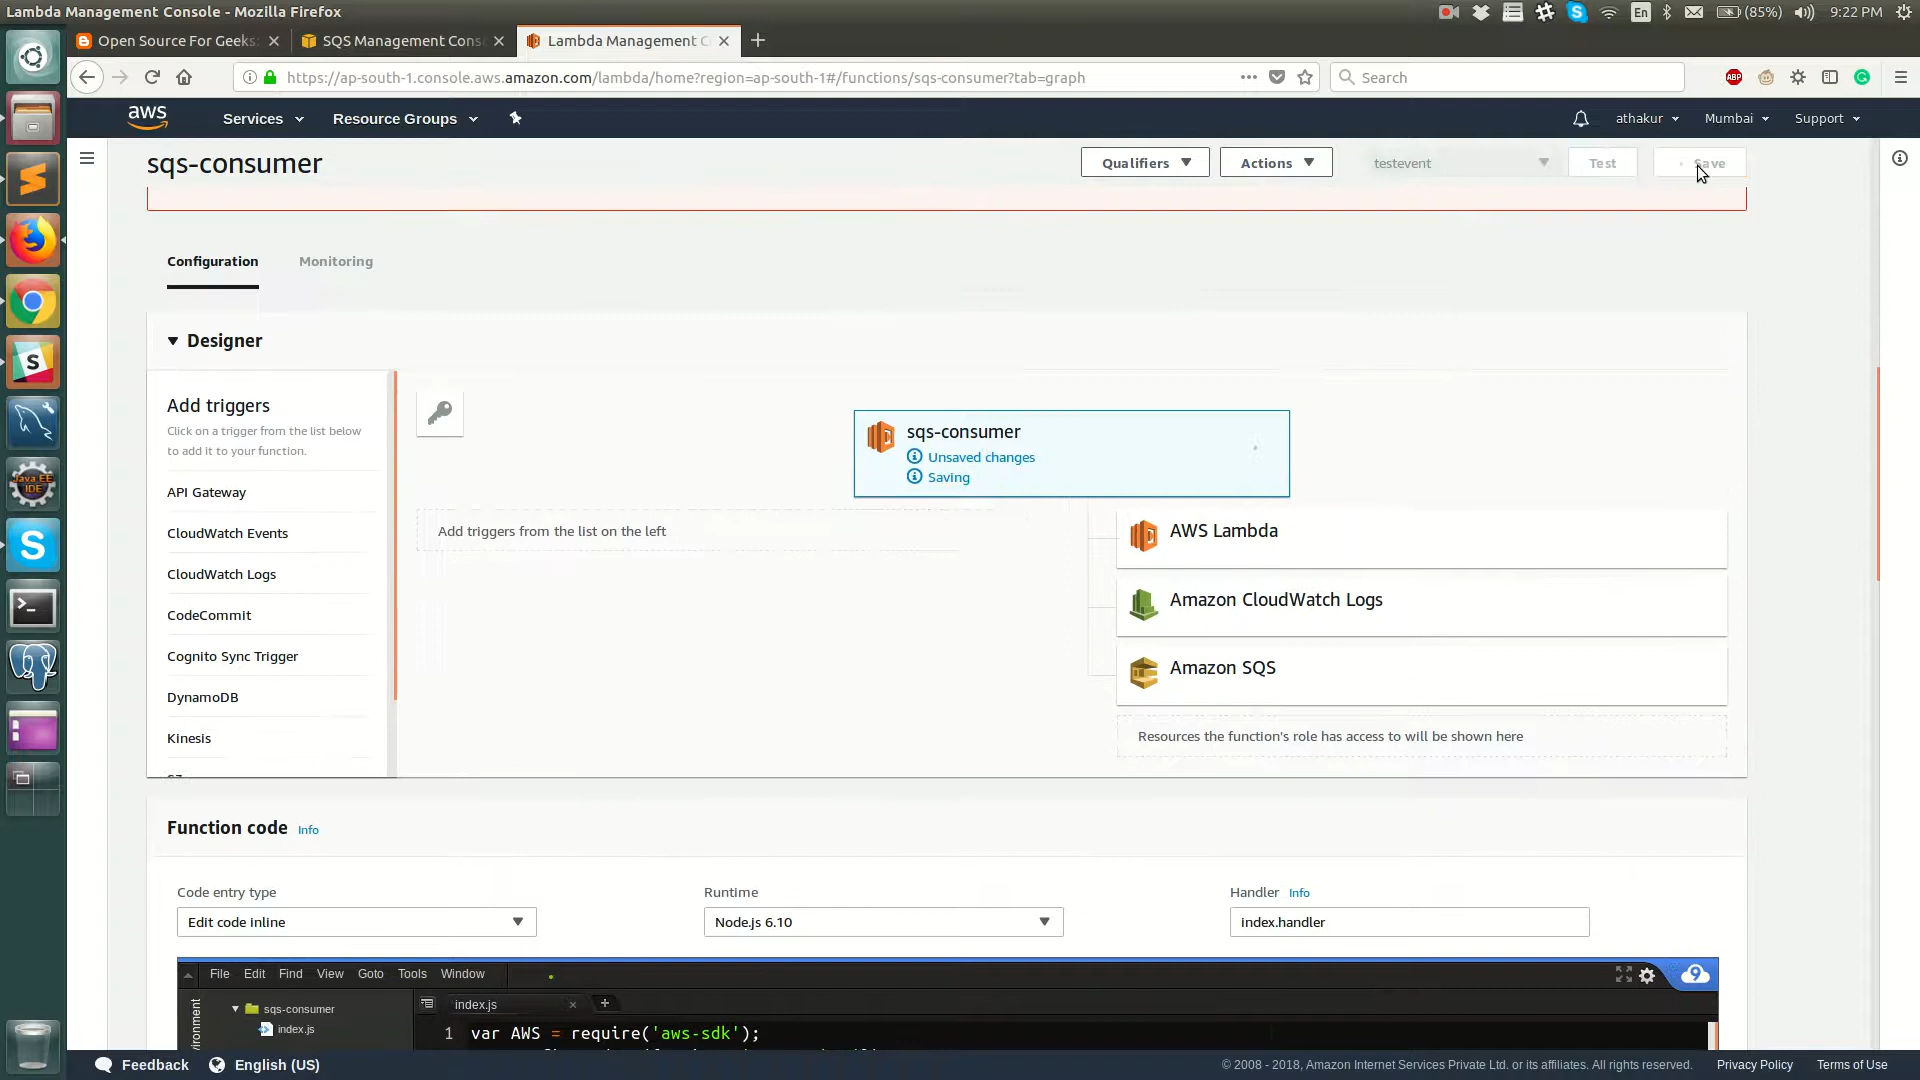 Lambda Management Console - Mozilla Firefox
En (85%) 9:22 PM
Open Source For Geeks: SQS Management Cons Lambda Management C
https://ap-south-1.console.aws.amazon.com/lambda/home?region=ap-south-1#/functions/sqs-consumer?tab=graph Search ABP
aws Services Resource Groups athakur Mumbai Support
sqs-consumer Qualifiers Actions testevent Test Save
Configuration Monitoring
Designer
Add triggers
Click on a trigger from the list below
to add it to your function.
API Gateway
CloudWatch Events
CloudWatch Logs
CodeCommit
Cognito Sync Trigger
DynamoDB
Kinesis
sqs-consumer
Unsaved changes
Saving
Add triggers from the list on the left
AWS Lambda
Amazon CloudWatch Logs
Amazon SQS
Resources the function's role has access to will be shown here
Function code Info
Code entry type Runtime Handler Info
Edit code inline Node.js 6.10 index.handler
File Edit Find View Goto Tools Window
sqs-consumer
index.js
index.js
1 var AWS = require('aws-sdk');
Feedback English (US) © 2008 - 2018, Amazon Internet Services Private Ltd. or its affiliates. All rights reserved. Privacy Policy Terms of Use
Java EE
IDE